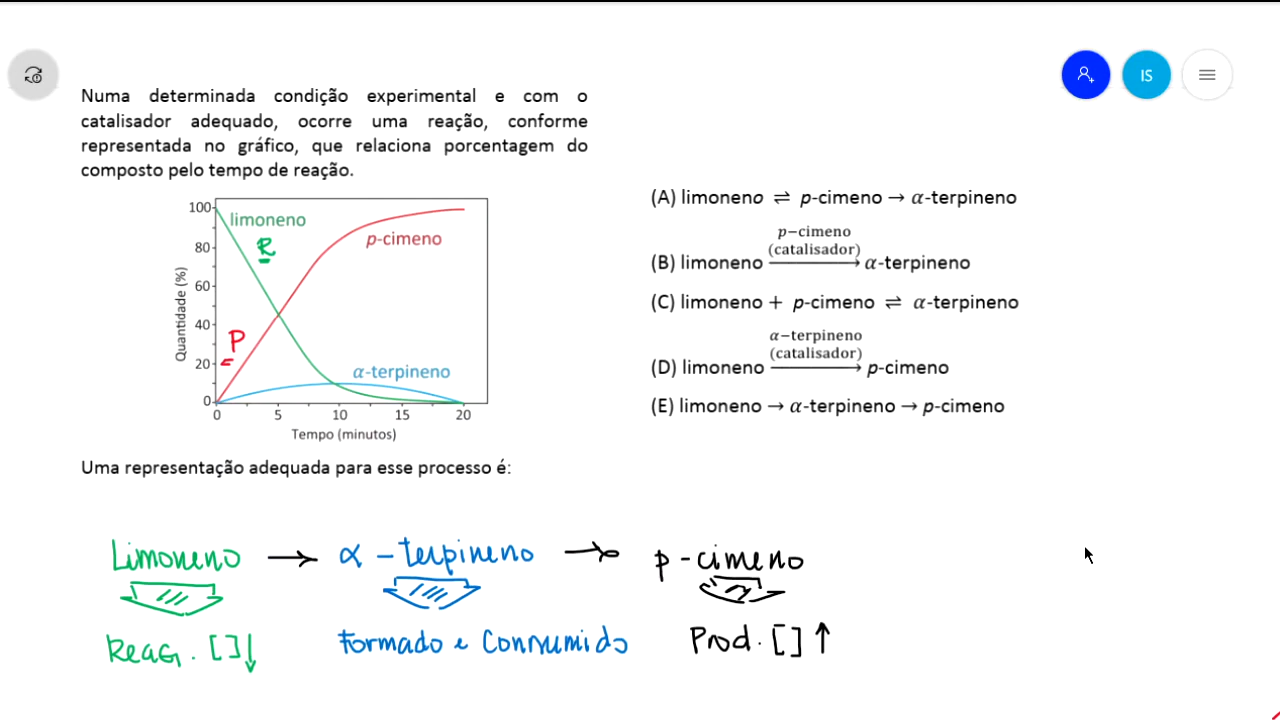 IS
Numa determinada condição experimental e com o
catalisador adequado, ocorre uma reação, conforme
representada no gráfico, que relaciona porcentagem do
composto pelo tempo de reação.
100
80
60
40
20
0
Quantidade (%)
limoneno
R
p-cimeno
P
α-terpineno
0 5 10 15 20
Tempo (minutos)
Uma representação adequada para esse processo é:
(A) limoneno ⇌ p-cimeno → α-terpineno
p−cimeno
(catalisador)
(B) limoneno → α-terpineno
(C) limoneno + p-cimeno ⇌ α-terpineno
α−terpineno
(catalisador)
(D) limoneno → p-cimeno
(E) limoneno → α-terpineno → p-cimeno
Limoneno → α-terpineno → p-cimeno
Reag. []↓ Formado e Consumido Prod. []↑